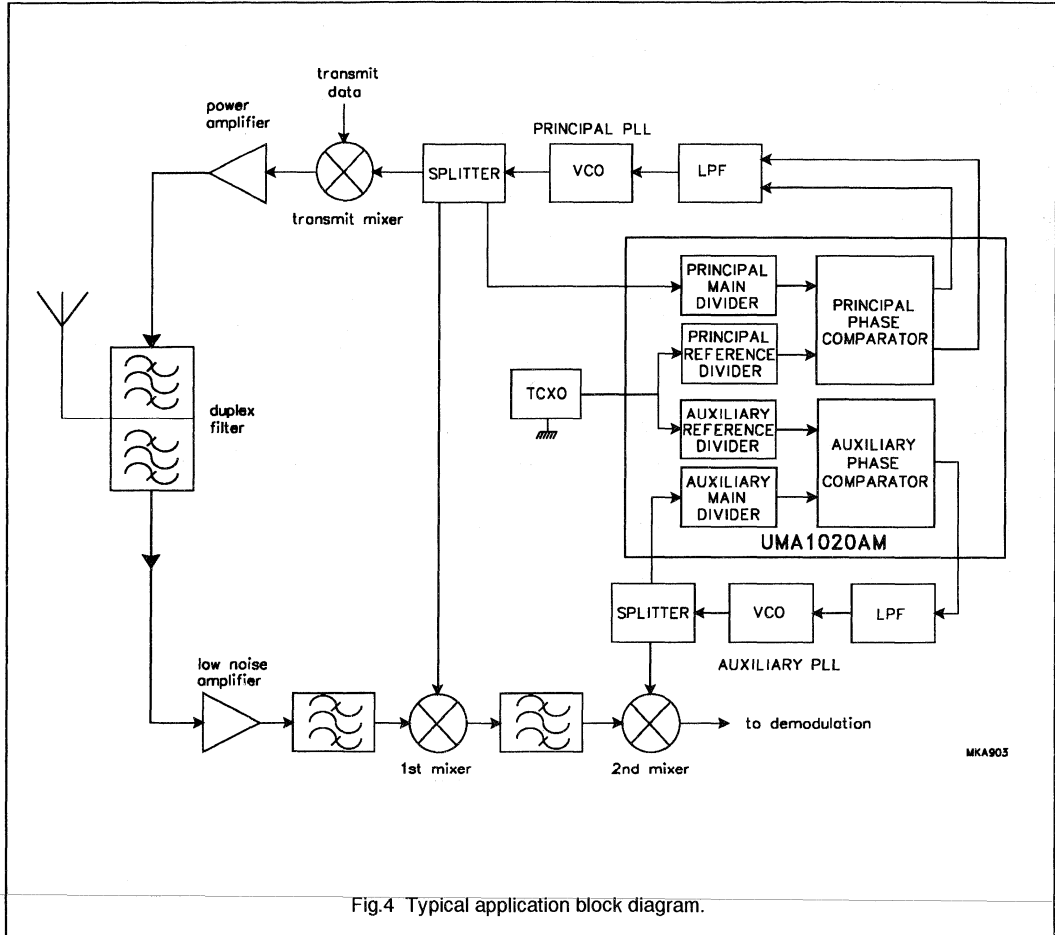 transmit
data
power
amplifier
PRINCIPAL PLL
SPLITTER
VCO
LPF
transmit mixer
PRINCIPAL
MAIN
DIVIDER
PRINCIPAL
PHASE
COMPARATOR
PRINCIPAL
REFERENCE
DIVIDER
TCXO
duplex
filter
AUXILIARY
REFERENCE
DIVIDER
AUXILIARY
PHASE
COMPARATOR
AUXILIARY
MAIN
DIVIDER
UMA1020AM
SPLITTER
VCO
LPF
AUXILIARY PLL
low noise
amplifier
to demodulation
1st mixer
2nd mixer
MKA903
Fig.4 Typical application block diagram.